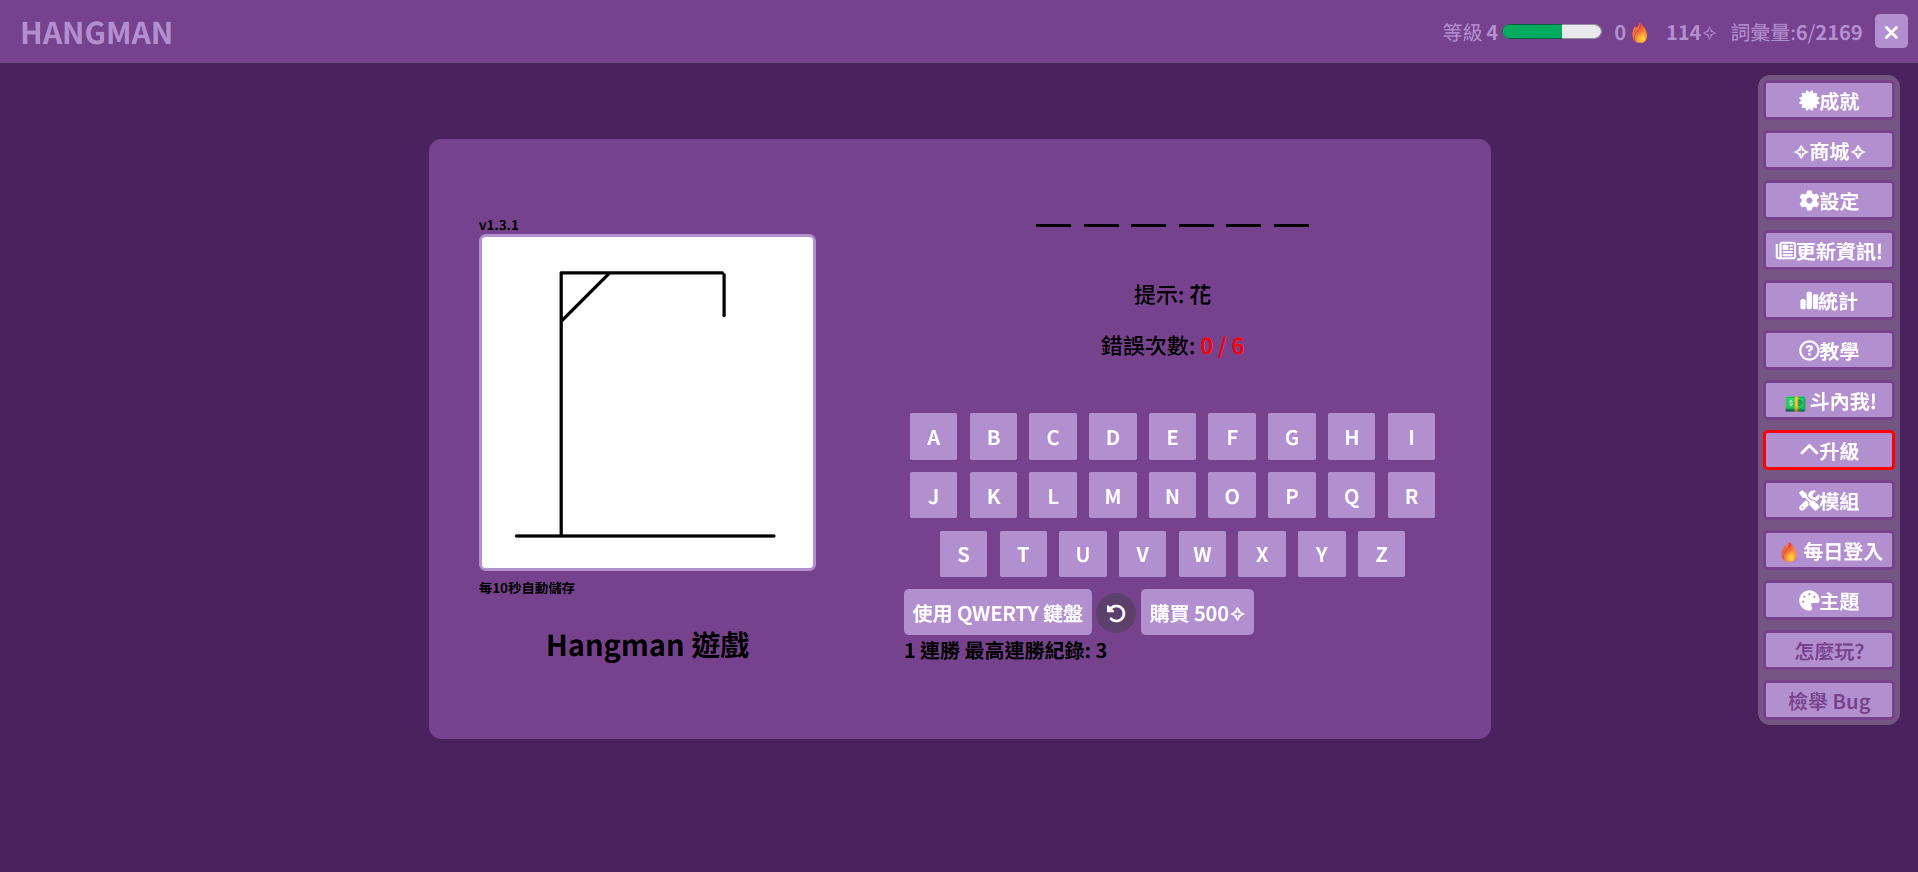 HANGMAN
等級 4 0🔥 114✧ 詞彙量:6/2169
v1.3.1
每10秒自動儲存
Hangman 遊戲
提示: 花
錯誤次數: 0 / 6
A B C D E F G H I
J K L M N O P Q R
S T U V W X Y Z
使用 QWERTY 鍵盤 購買 500✧
1 連勝 最高連勝紀錄: 3
成就
✧商城✧
設定
更新資訊!
統計
教學
💵 斗內我!
升級
模組
🔥 每日登入
主題
怎麼玩?
檢舉 Bug